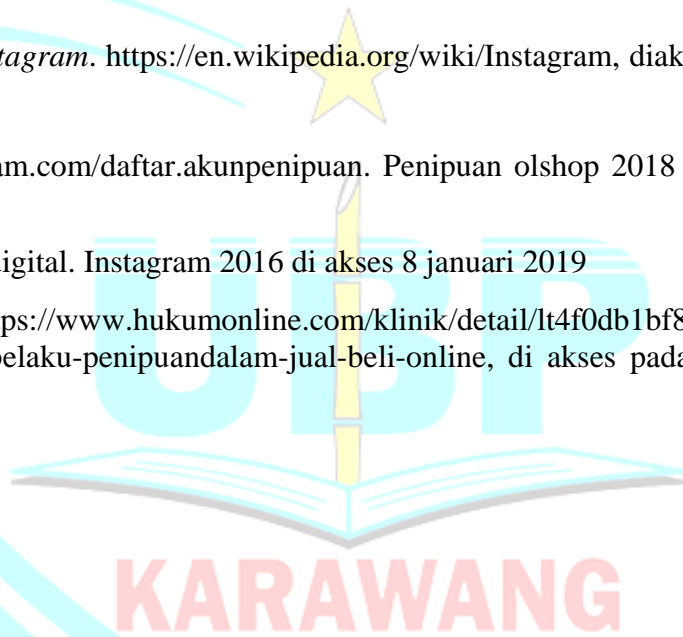 tagram. https://en.wikipedia.org/wiki/Instagram, diak
am.com/daftar.akunpenipuan. Penipuan olshop 2018
digital. Instagram 2016 di akses 8 januari 2019
ps://www.hukumonline.com/klinik/detail/lt4f0db1bf8
pelaku-penipuandalam-jual-beli-online, di akses pada
UBP
KARAWANG